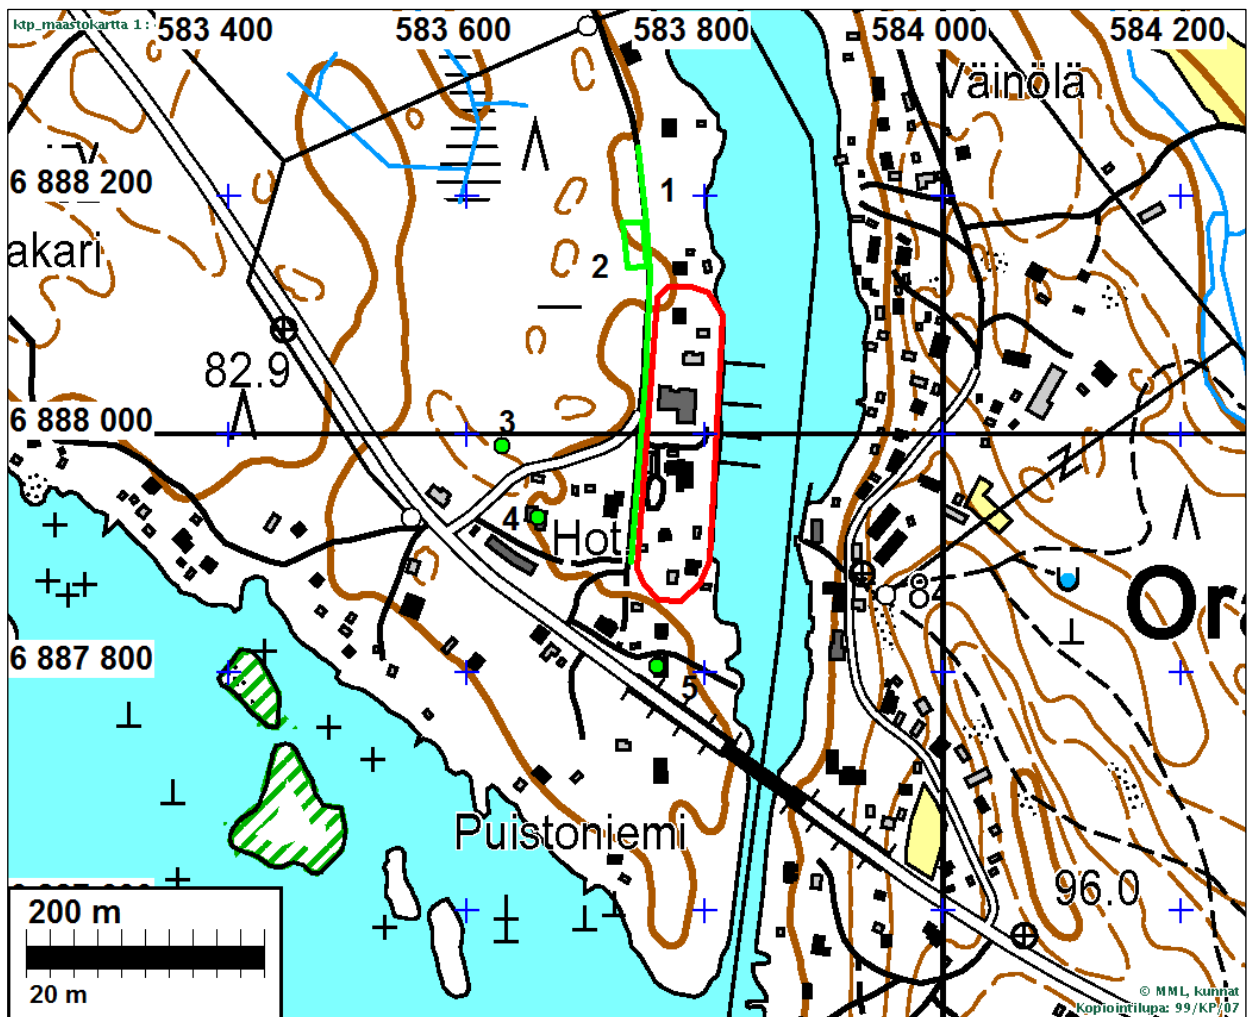 ktp_maastokartta 1 :
583 400
583 600
583 800
584 000
584 200
Väinölä
6 888 200
1
akari
2
82.9
6 888 000
3
4
Hot
84
Or
6 887 800
5
Puistoniemi
96.0
200 m
20 m
© MML, kunnat
Kopiointilupa: 99/KP/07